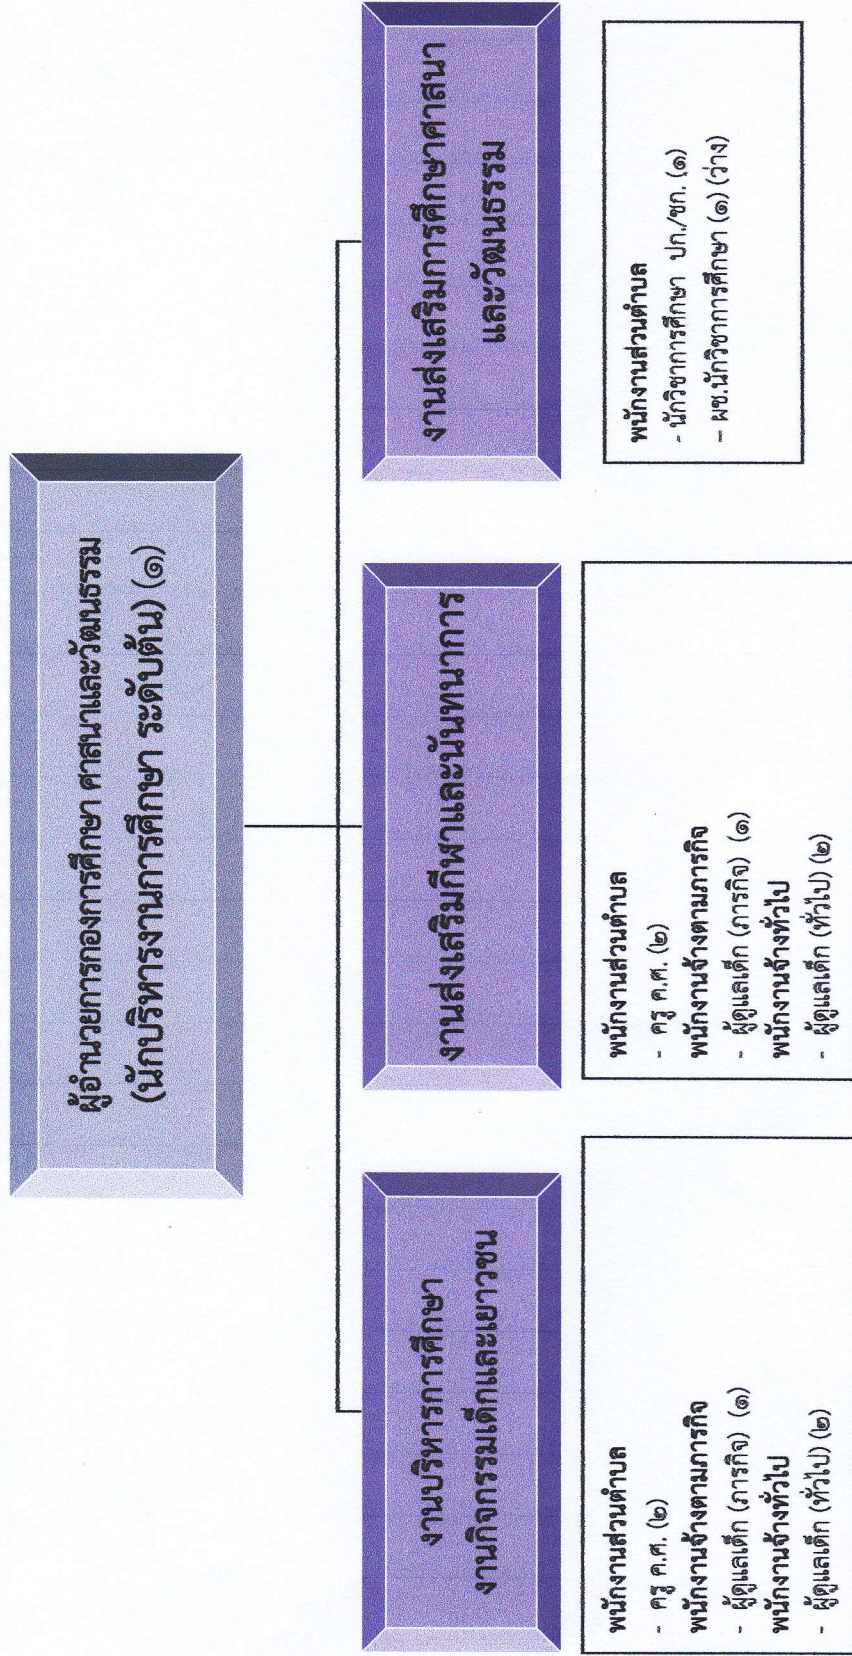 ผู้อำนวยการกองการศึกษา ศาสนาและวัฒนธรรม
(นักบริหารงานการศึกษา ระดับต้น) (๑)
งานบริหารการศึกษา
งานกิจกรรมเด็กและเยาวชน
งานส่งเสริมกีฬาและนันทนาการ
งานส่งเสริมการศึกษาศาสนา
และวัฒนธรรม
พนักงานส่วนตำบล
- ครู ค.ศ. (๒)
พนักงานจ้างตามภารกิจ
- ผู้ดูแลเด็ก (ภารกิจ) (๑)
พนักงานจ้างทั่วไป
- ผู้ดูแลเด็ก (ทั่วไป) (๒)
พนักงานส่วนตำบล
- ครู ค.ศ. (๒)
พนักงานจ้างตามภารกิจ
- ผู้ดูแลเด็ก (ภารกิจ) (๑)
พนักงานจ้างทั่วไป
- ผู้ดูแลเด็ก (ทั่วไป) (๒)
พนักงานส่วนตำบล
- นักวิชาการศึกษา ปก./ชก. (๑)
– ผช.นักวิชาการศึกษา (๑) (ว่าง)